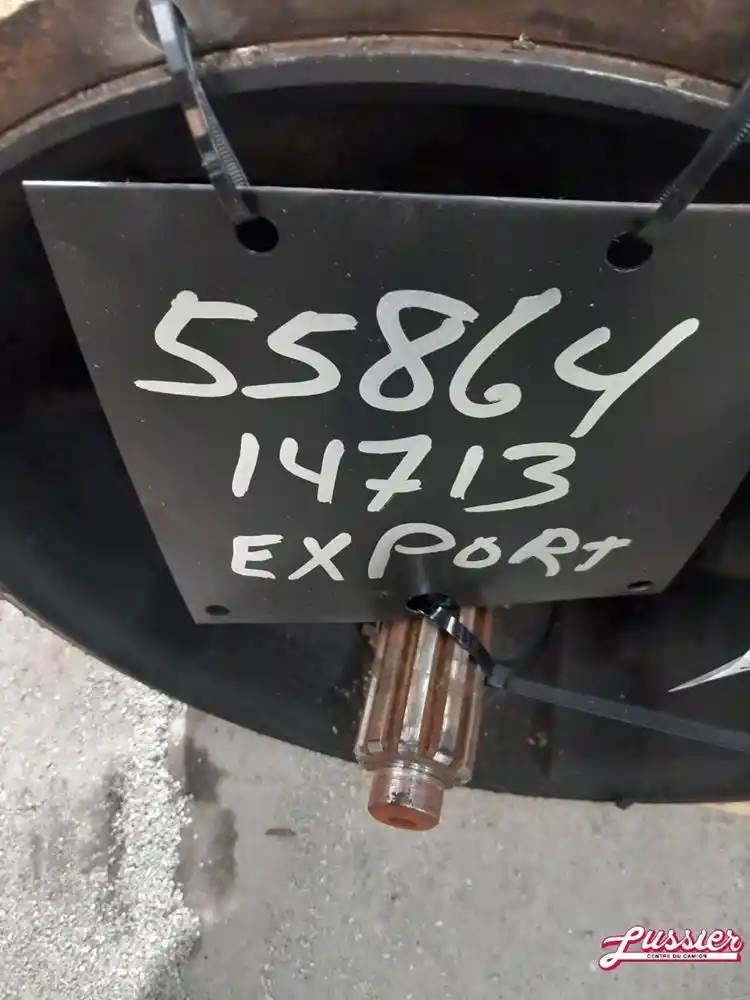 55864
14713
EXPORT
Lussier
CENTRE DU CAMION